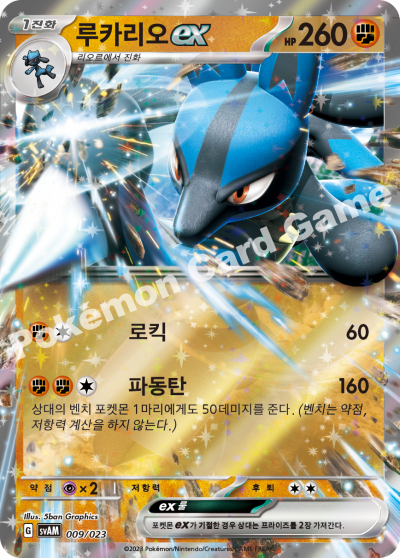 1진화
루카리오 ex
HP 260
리오르에서 진화
Pokémon Card Game
로킥 60
파동탄 160
상대의 벤치 포켓몬 1마리에게도 50데미지를 준다. (벤치는 약점,
저항력 계산을 하지 않는다.)
약점 ×2 저항력 후퇴
ex 룰
포켓몬 ex가 기절한 경우 상대는 프라이즈를 2장 가져간다.
Illus. 5ban Graphics
G svAM 009/023
©2023 Pokémon/Nintendo/Creatures/GAME FREAK.